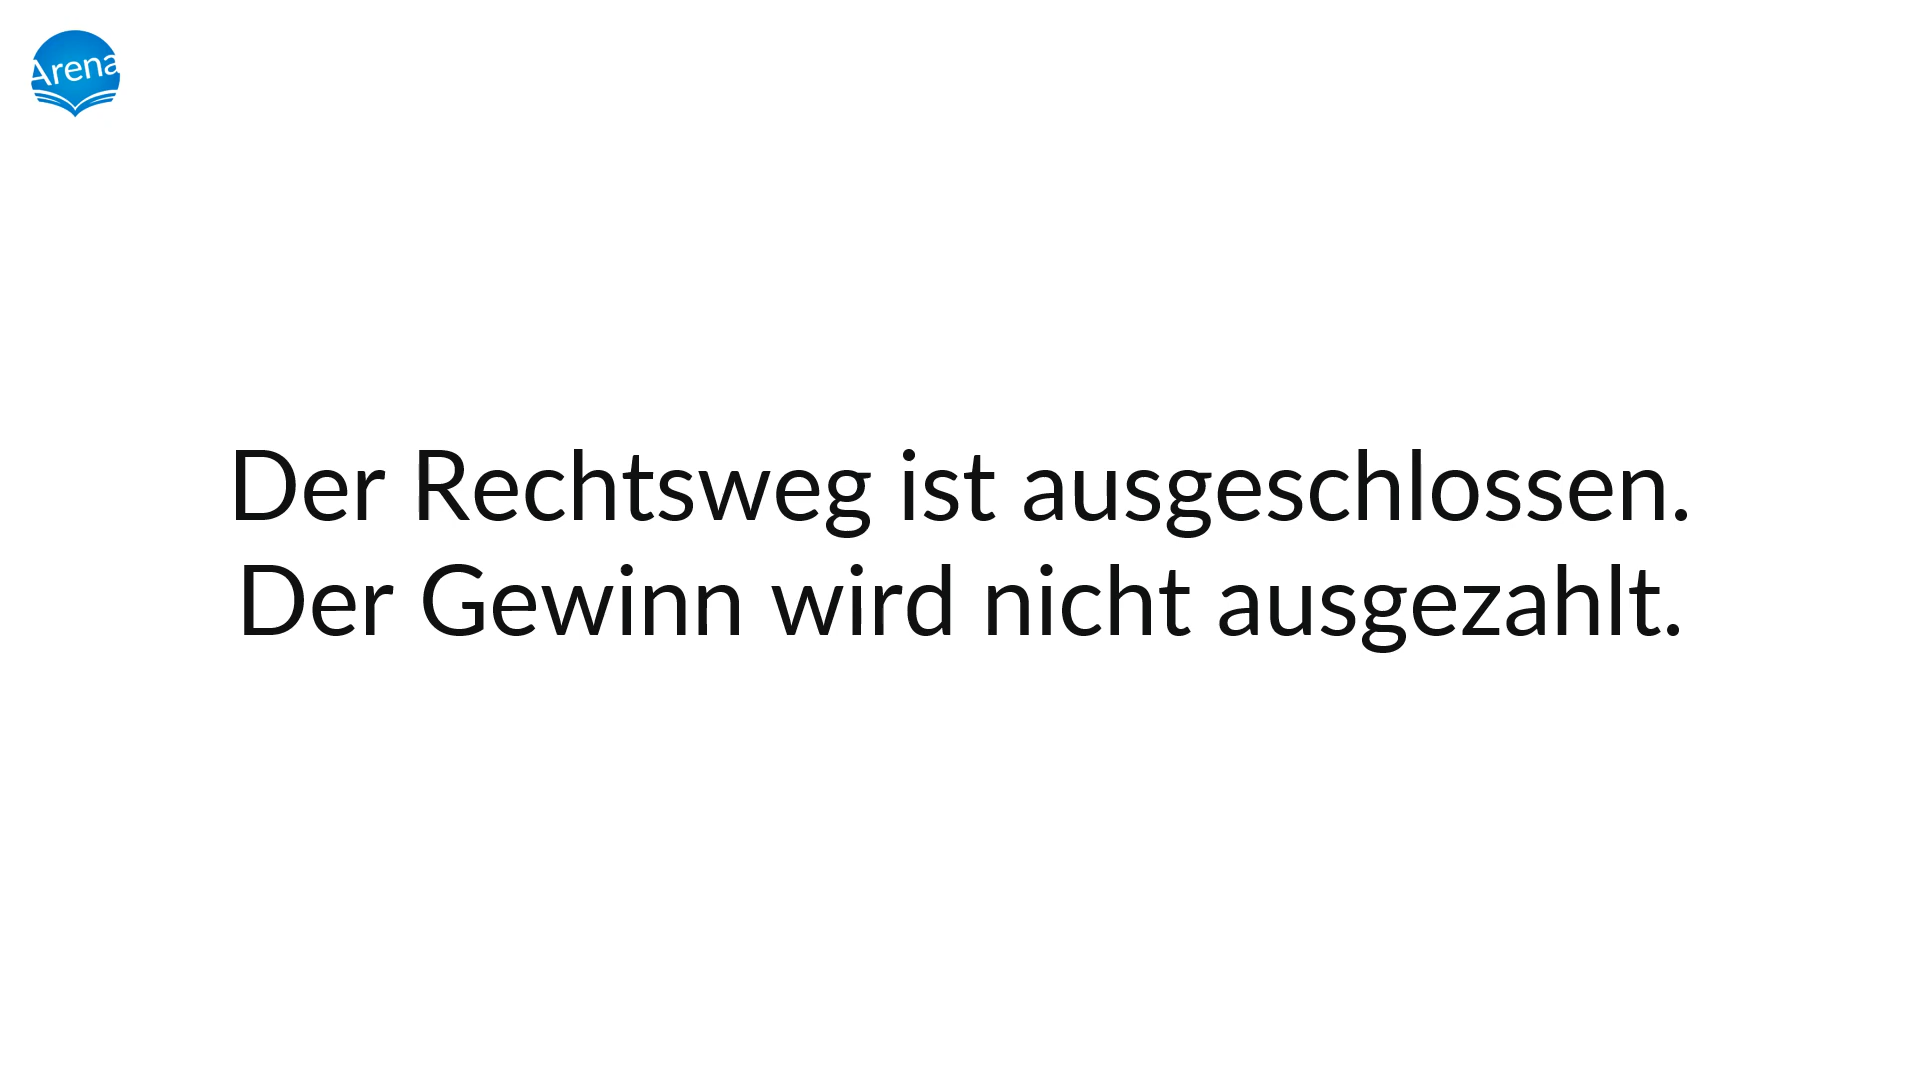 Arena
Der Rechtsweg ist ausgeschlossen.
Der Gewinn wird nicht ausgezahlt.